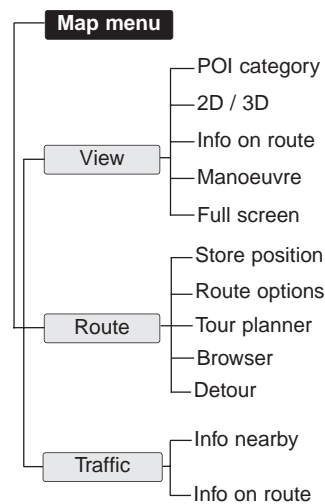 Map menu
View
POI category
2D / 3D
Info on route
Manoeuvre
Full screen
Route
Store position
Route options
Tour planner
Browser
Detour
Traffic
Info nearby
Info on route